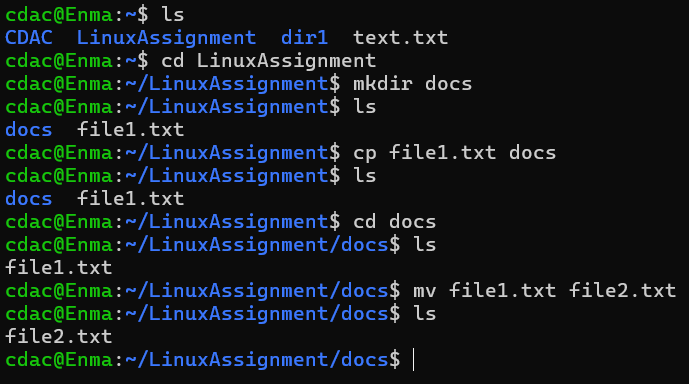 cdac@Enma:~$ ls
CDAC  LinuxAssignment  dir1  text.txt
cdac@Enma:~$ cd LinuxAssignment
cdac@Enma:~/LinuxAssignment$ mkdir docs
cdac@Enma:~/LinuxAssignment$ ls
docs  file1.txt
cdac@Enma:~/LinuxAssignment$ cp file1.txt docs
cdac@Enma:~/LinuxAssignment$ ls
docs  file1.txt
cdac@Enma:~/LinuxAssignment$ cd docs
cdac@Enma:~/LinuxAssignment/docs$ ls
file1.txt
cdac@Enma:~/LinuxAssignment/docs$ mv file1.txt file2.txt
cdac@Enma:~/LinuxAssignment/docs$ ls
file2.txt
cdac@Enma:~/LinuxAssignment/docs$